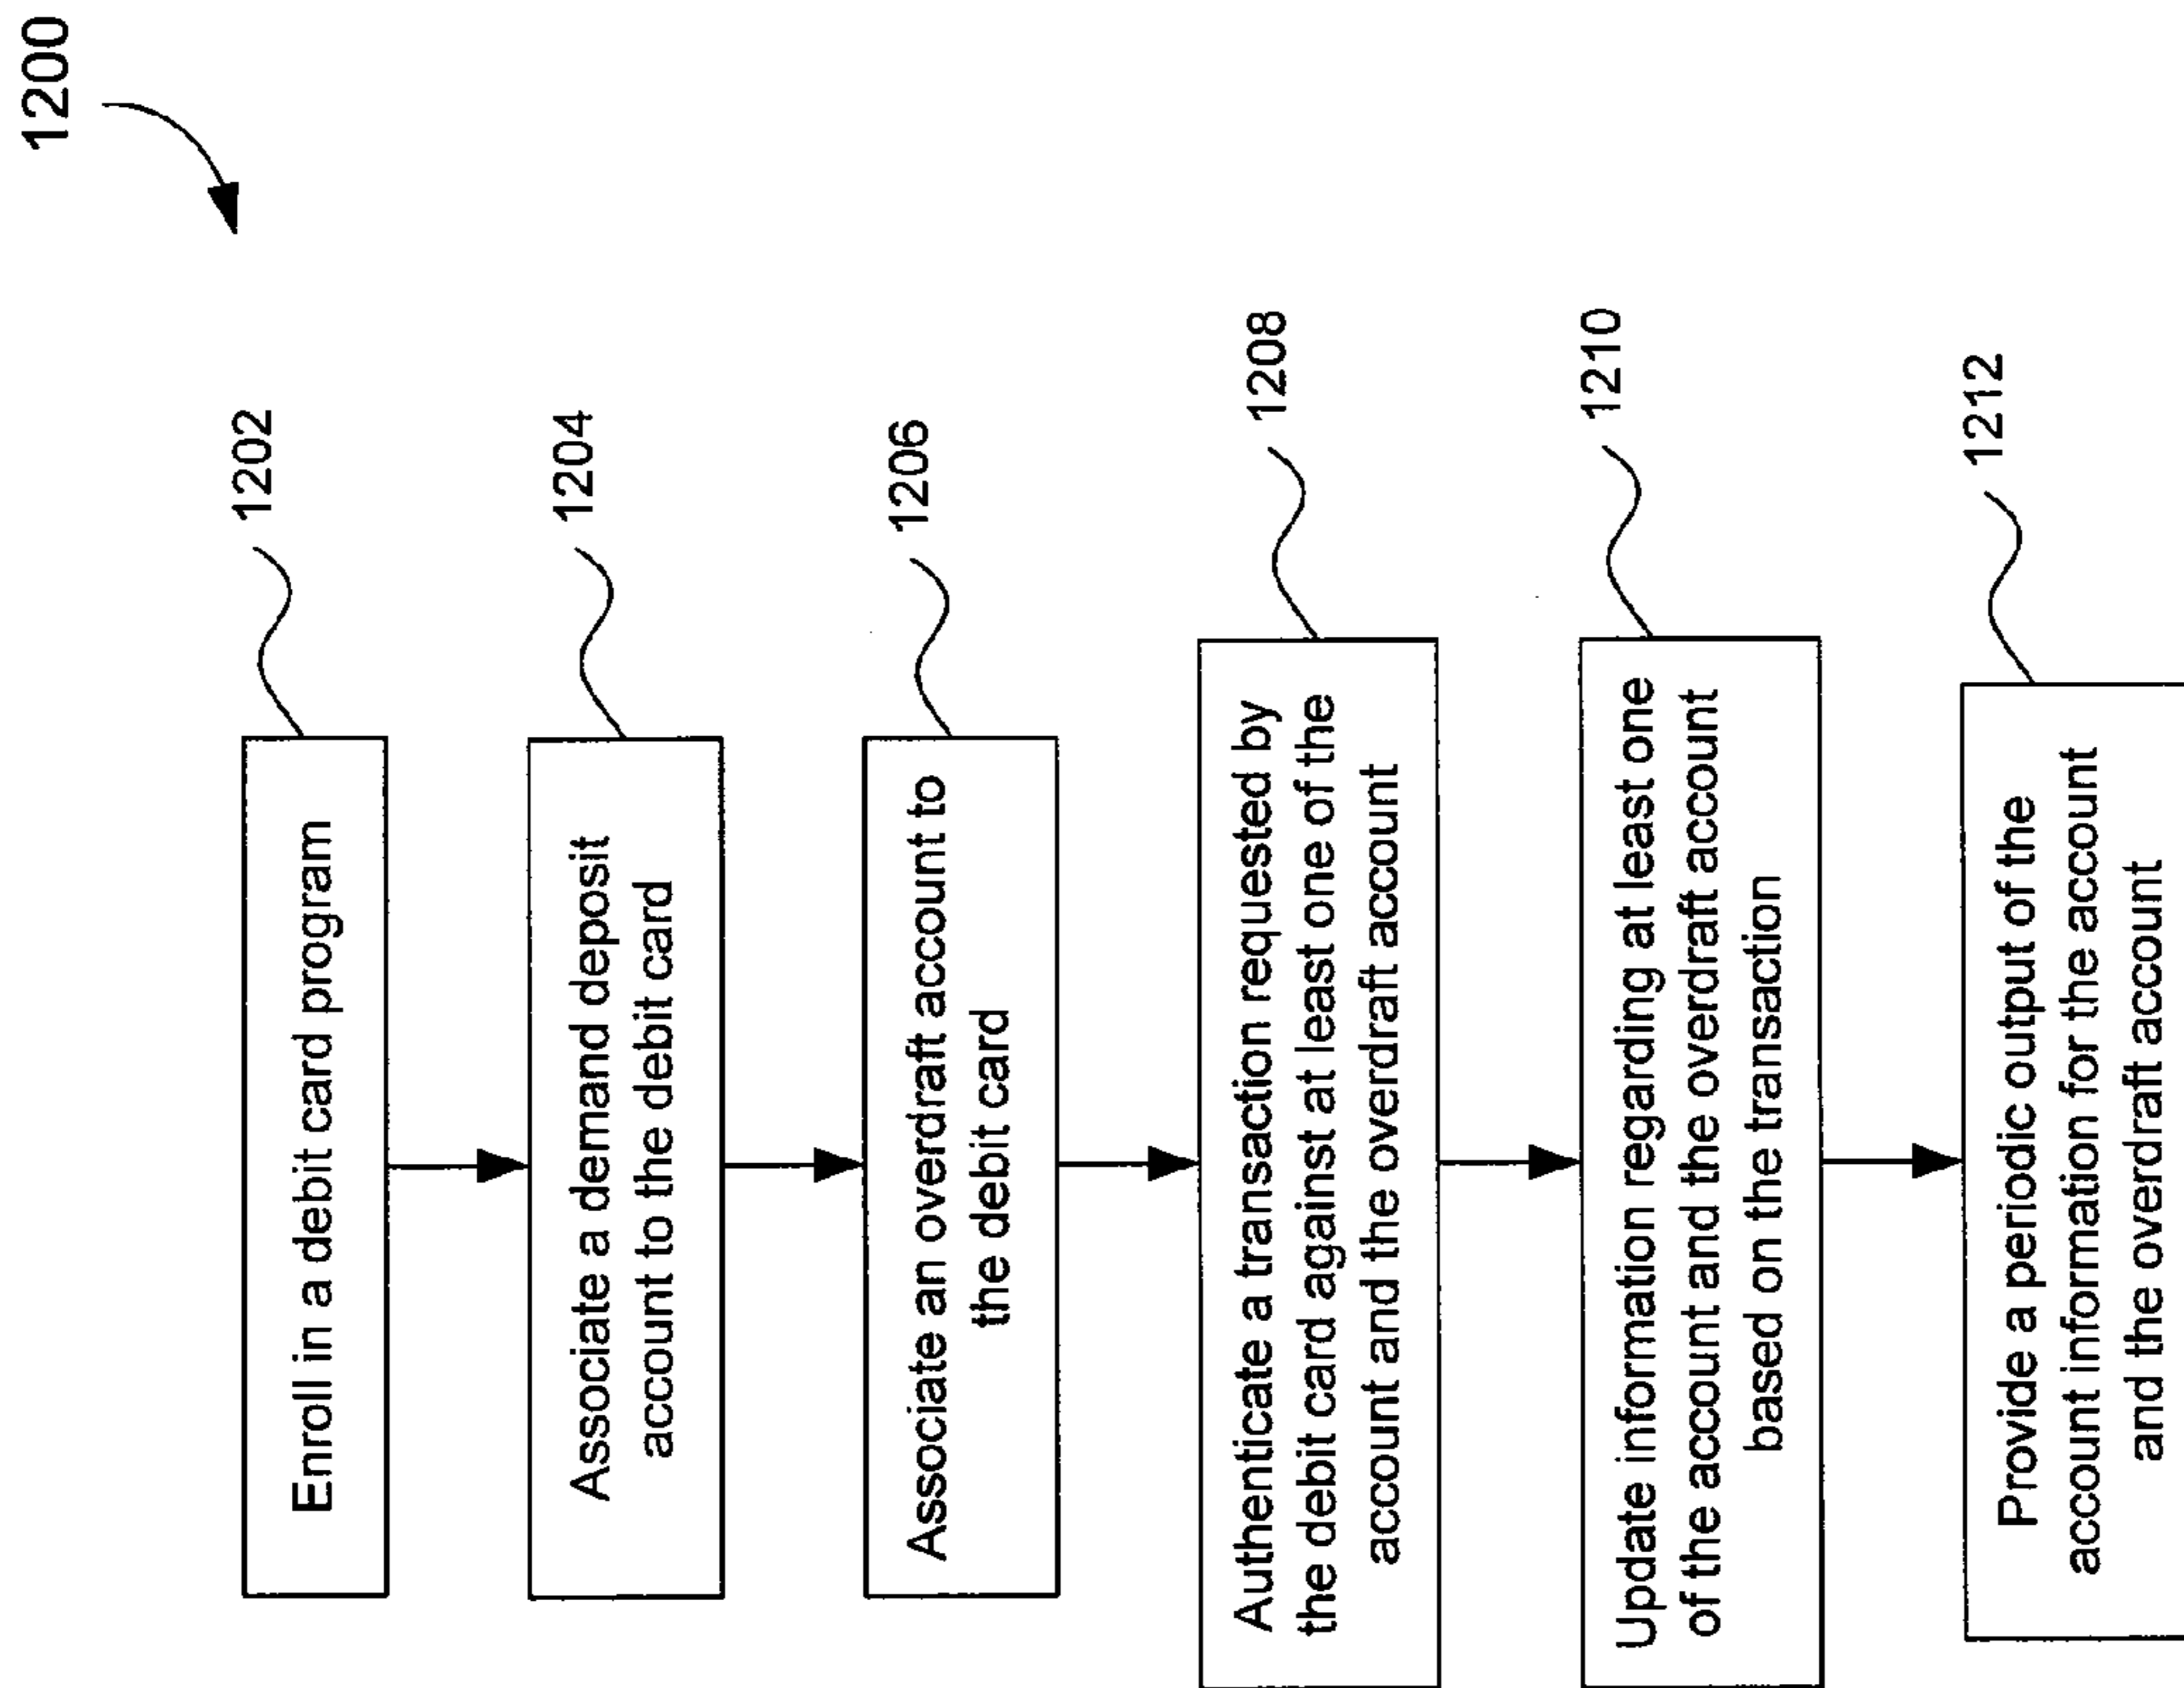 1200
Enroll in a debit card program
1202
Associate a demand deposit
account to the debit card
1204
Associate an overdraft account to
the debit card
1206
Authenticate a transaction requested by
the debit card against at least one of the
account and the overdraft account
1208
Update information regarding at least one
of the account and the overdraft account
based on the transaction
1210
Provide a periodic output of the
account information for the account
and the overdraft account
1212